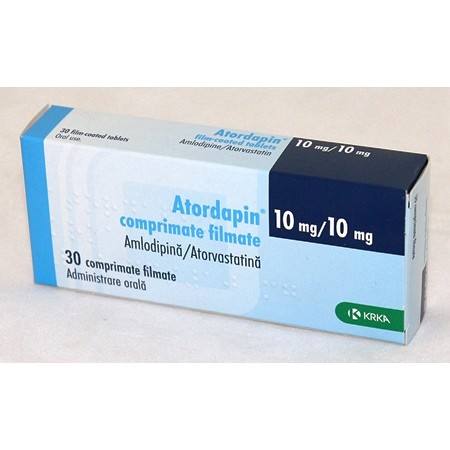 30 film-coated tablets
Oral use.
Atordapin®
film-coated tablets
Amlodipine/Atorvastatin
10 mg/10 mg
Atordapin®
comprimate filmate
Amlodipină/Atorvastatină
10 mg/10 mg
30 comprimate filmate
Administrare orală
KRKA